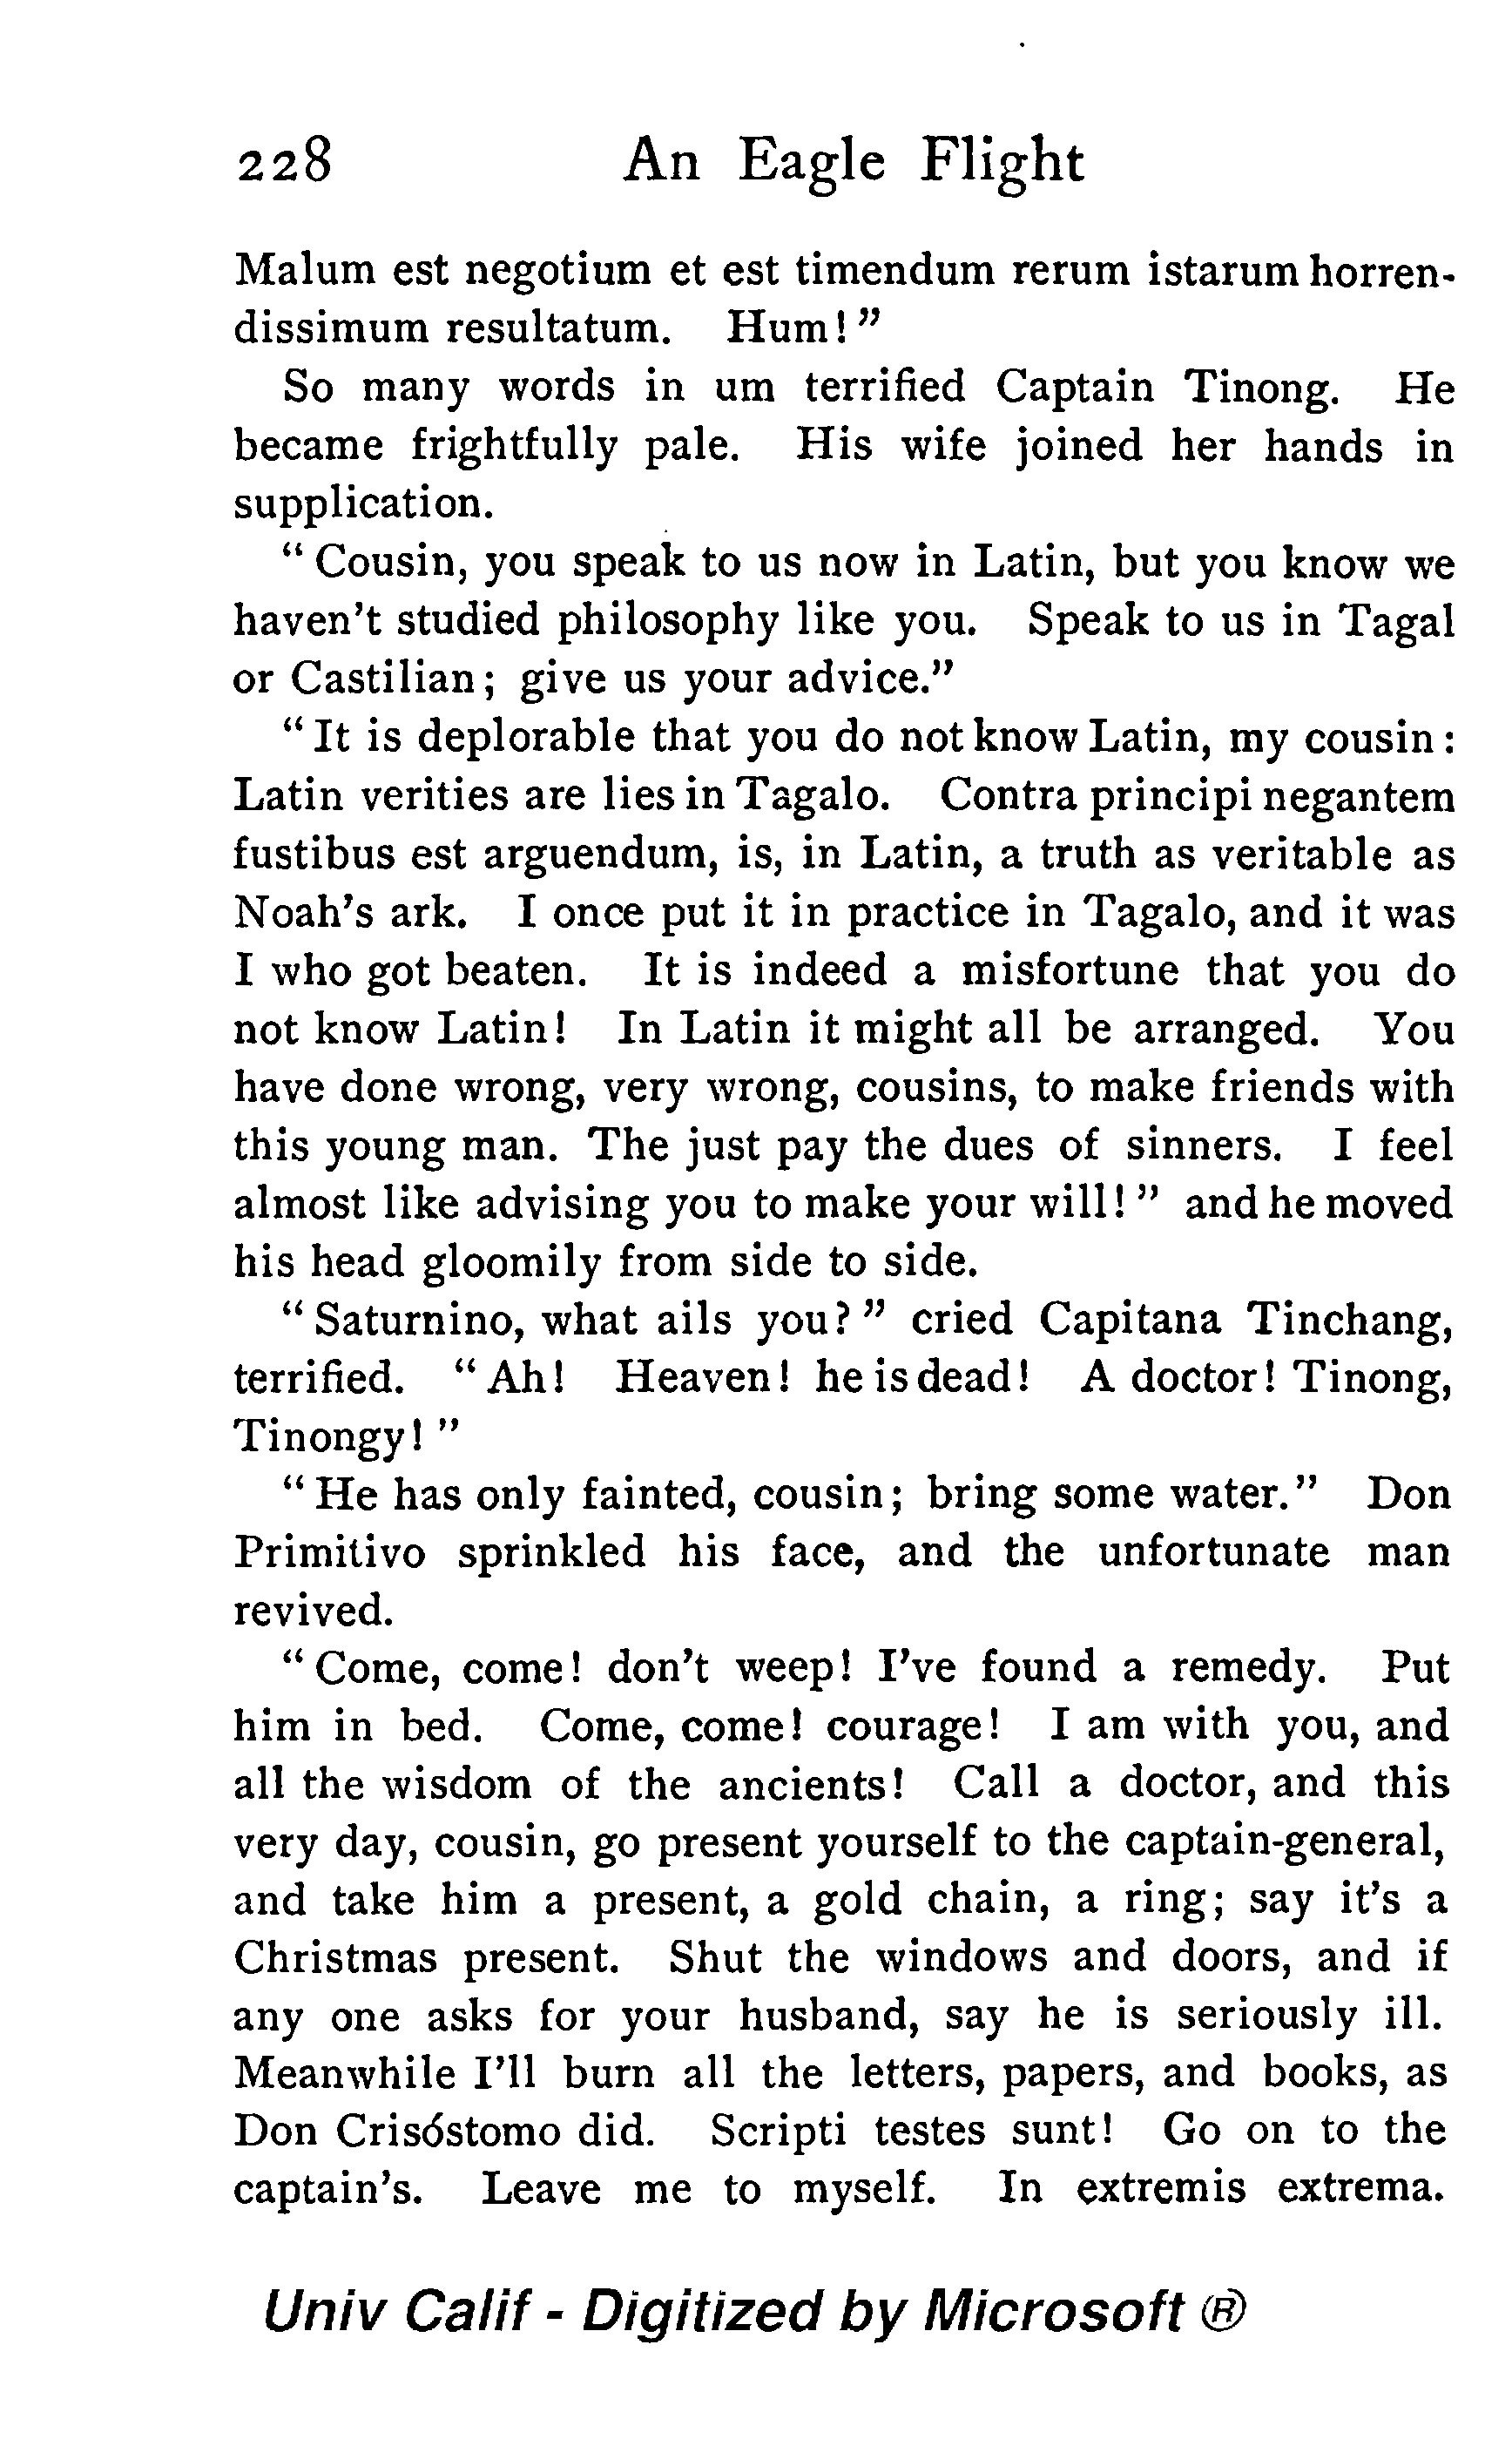 228 An Eagle Flight
Malum est negotium et est timendum rerum istarum horren-
dissimum resultatum. Hum!"
So many words in um terrified Captain Tinong. He
became frightfully pale. His wife joined her hands in
supplication.
"Cousin, you speak to us now in Latin, but you know we
haven't studied philosophy like you. Speak to us in Tagal
or Castilian; give us your advice."
"It is deplorable that you do not know Latin, my cousin:
Latin verities are lies in Tagalo. Contra principi negantem
fustibus est arguendum, is, in Latin, a truth as veritable as
Noah's ark. I once put it in practice in Tagalo, and it was
I who got beaten. It is indeed a misfortune that you do
not know Latin! In Latin it might all be arranged. You
have done wrong, very wrong, cousins, to make friends with
this young man. The just pay the dues of sinners. I feel
almost like advising you to make your will!" and he moved
his head gloomily from side to side.
"Saturnino, what ails you?" cried Capitana Tinchang,
terrified. "Ah! Heaven! he is dead! A doctor! Tinong,
Tinongy!"
"He has only fainted, cousin; bring some water." Don
Primitivo sprinkled his face, and the unfortunate man
revived.
"Come, come! don't weep! I've found a remedy. Put
him in bed. Come, come! courage! I am with you, and
all the wisdom of the ancients! Call a doctor, and this
very day, cousin, go present yourself to the captain-general,
and take him a present, a gold chain, a ring; say it's a
Christmas present. Shut the windows and doors, and if
any one asks for your husband, say he is seriously ill.
Meanwhile I'll burn all the letters, papers, and books, as
Don Crisóstomo did. Scripti testes sunt! Go on to the
captain's. Leave me to myself. In extremis extrema.
Univ Calif - Digitized by Microsoft ®